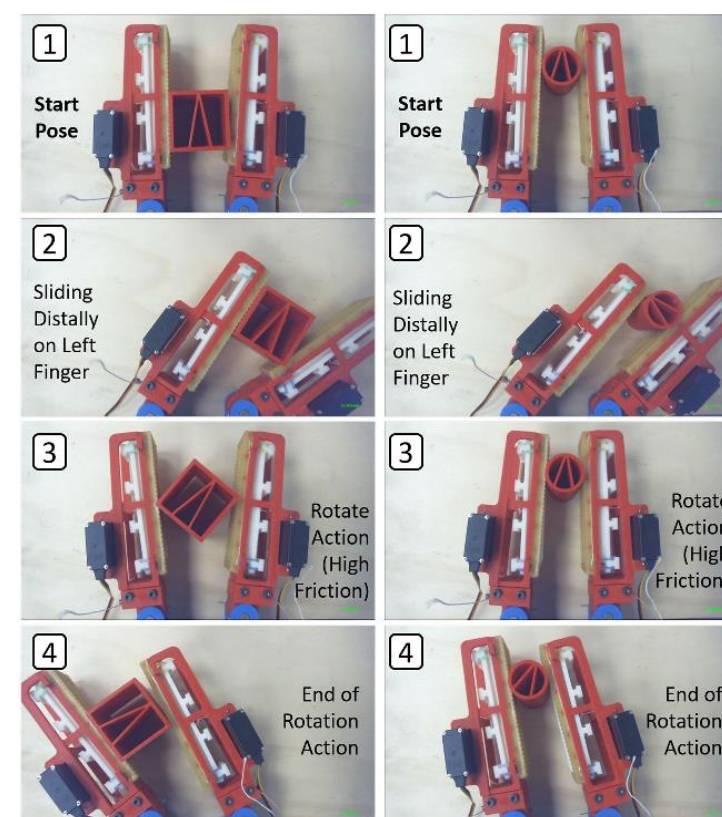 1
Start
Pose
1
Start
Pose
2
Sliding
Distally
on Left
Finger
2
Sliding
Distally
on Left
Finger
3
Rotate
Action
(High
Friction)
3
Rotat
Action
(High
Friction
4
End of
Rotation
Action
4
End of
Rotation
Action